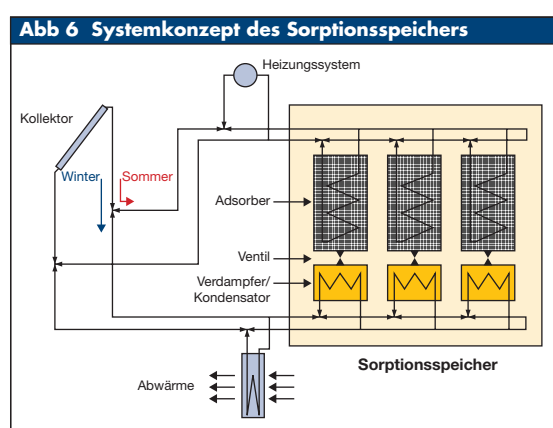 Abb 6 Systemkonzept des Sorptionsspeichers
Heizungssystem
Kollektor
Winter
Sommer
Adsorber
Ventil
Verdampfer/
Kondensator
Sorptionsspeicher
Abwärme